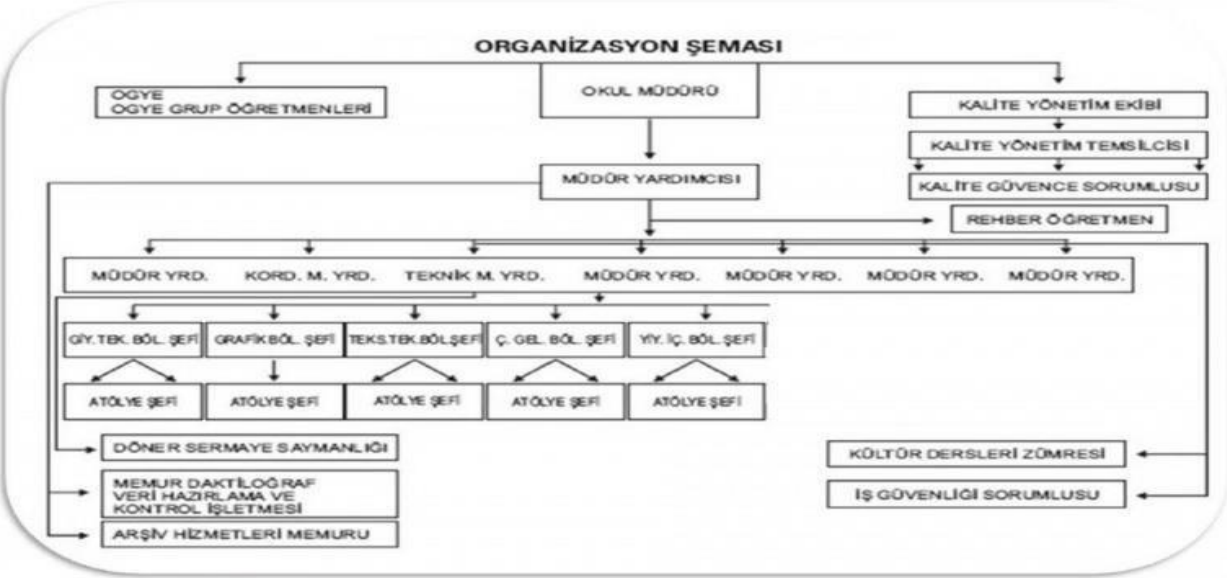 ORGANİZASYON ŞEMASI
OGYE
OGYE GRUP ÖĞRETMENLERİ
OKUL MÜDÜRÜ
KALİTE YÖNETİM EKİBİ
KALİTE YÖNETİM TEMSİLCİSİ
KALİTE GÜVENCE SORUMLUSU
MÜDÜR YARDIMCISI
REHBER ÖĞRETMEN
MÜDÜR YRD. KORD. M. YRD. TEKNİK M. YRD. MÜDÜR YRD. MÜDÜR YRD. MÜDÜR YRD. MÜDÜR YRD.
GİY. TEK. BÖL. ŞEFİ GRAFİK BÖL. ŞEFİ TEKS.TEK.BÖL.ŞEFİ Ç. GEL. BÖL. ŞEFİ YİY. İÇ. BÖL. ŞEFİ
ATÖLYE ŞEFİ ATÖLYE ŞEFİ ATÖLYE ŞEFİ ATÖLYE ŞEFİ ATÖLYE ŞEFİ
DÖNER SERMAYE SAYMANLIĞI
MEMUR DAKTİLOĞRAF
VERİ HAZIRLAMA VE
KONTROL İŞLETMESİ
ARŞİV HİZMETLERİ MEMURU
KÜLTÜR DERSLERİ ZÜMRESİ
İŞ GÜVENLİĞİ SORUMLUSU